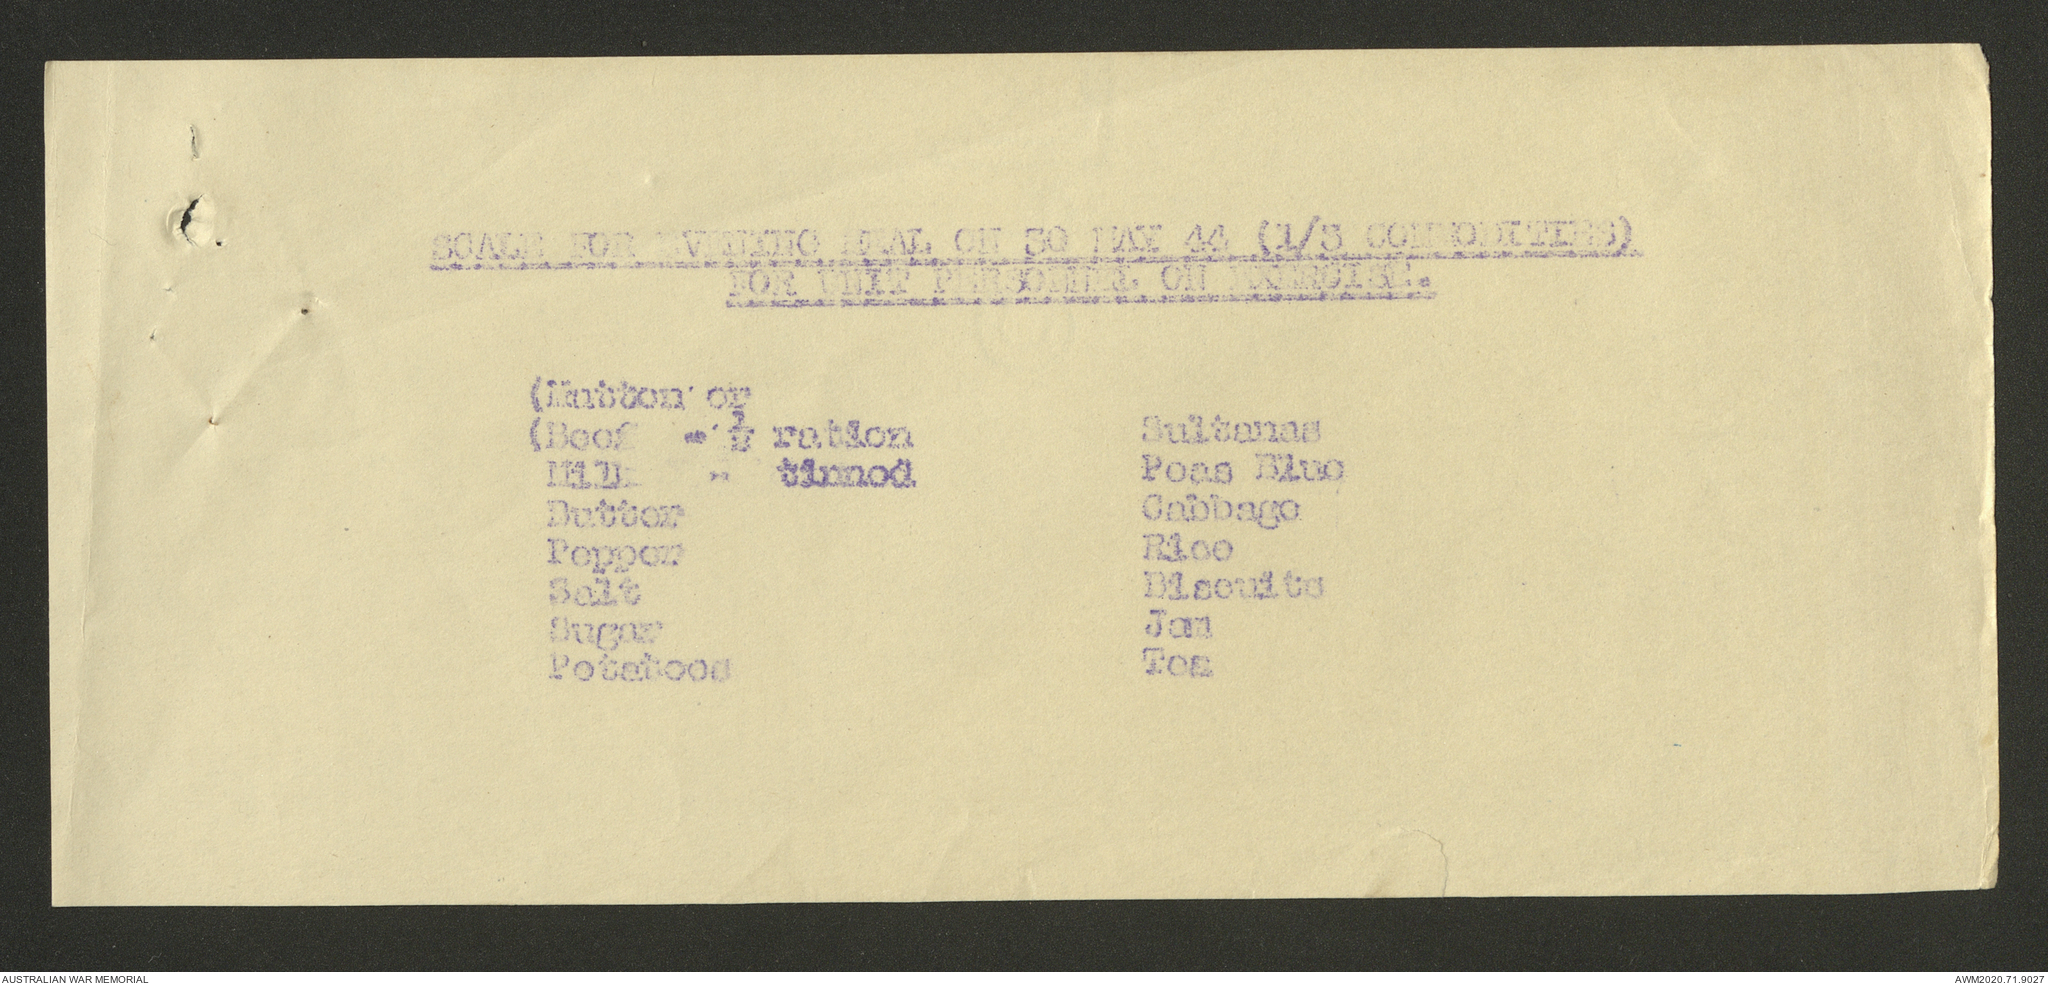 SCALE FOR EVENING MEAL ON 30 MAY 44 (1/3 COMMODITIES)
FOR UNIT PERSONNEL ON EXERCISE.
(Mutton or
(Beef - ½ ration
Milk - tinned
Butter
Pepper
Salt
Sugar
Potatoes
Sultanas
Peas Blue
Cabbage
Rice
Biscuits
Jam
Tea
AUSTRALIAN WAR MEMORIAL
AWM2020.71.9027